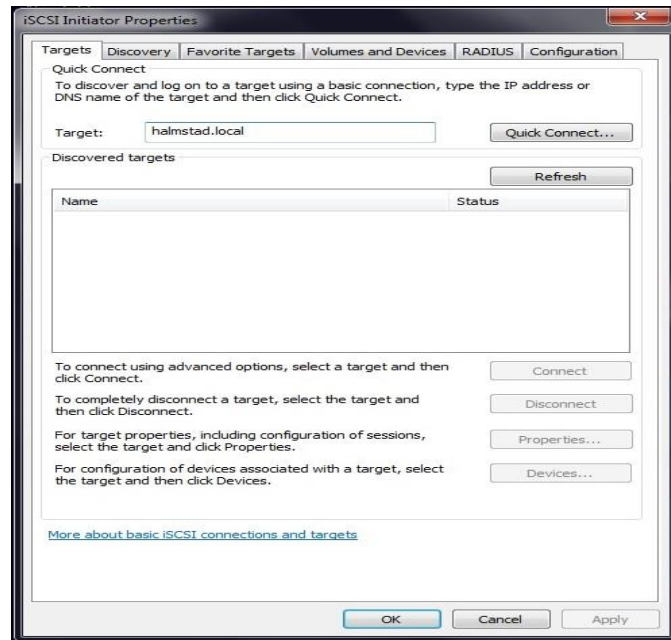 iSCSI Initiator Properties
Targets Discovery Favorite Targets Volumes and Devices RADIUS Configuration
Quick Connect
To discover and log on to a target using a basic connection, type the IP address or
DNS name of the target and then click Quick Connect.
Target: halmstad.local Quick Connect...
Discovered targets
Refresh
Name Status
To connect using advanced options, select a target and then
click Connect.
Connect
To completely disconnect a target, select the target and
then click Disconnect.
Disconnect
For target properties, including configuration of sessions,
select the target and click Properties.
Properties...
For configuration of devices associated with a target, select
the target and then click Devices.
Devices...
More about basic iSCSI connections and targets
OK Cancel Apply